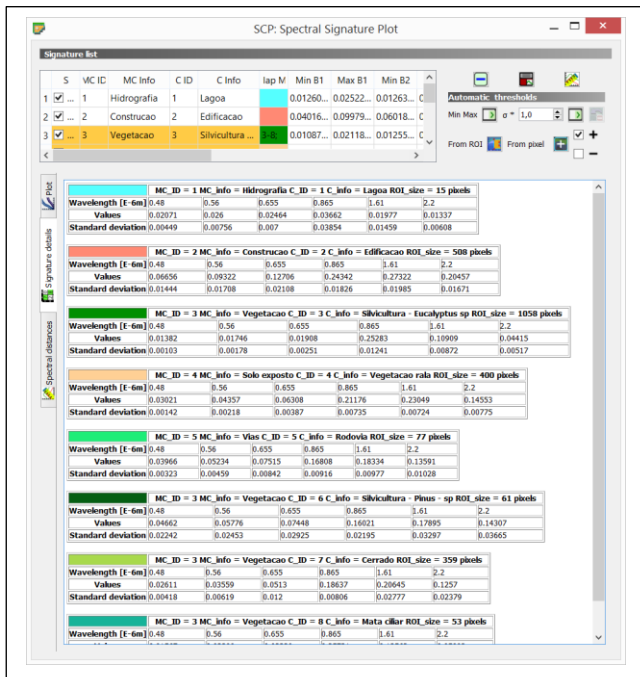 SCP: Spectral Signature Plot
Signature list
S MC ID MC Info C ID C Info lap M Min B1 Max B1 Min B2
1 ... 1 Hidrografia 1 Lagoa 0.01260... 0.02522... 0.01263...
2 ... 2 Construcao 2 Edificacao 0.04016... 0.09979... 0.06018...
3 ... 3 Vegetacao 3 Silvicultura ... 3-8; 0.01087... 0.02118... 0.01255...
Automatic thresholds
Min Max σ * 1,0
From ROI From pixel + −
Plot
Signature details
Spectral distances
MC_ID = 1 MC_info = Hidrografia C_ID = 1 C_info = Lagoa ROI_size = 15 pixels
Wavelength [E-6m] 0.48 0.56 0.655 0.865 1.61 2.2
Values 0.02071 0.026 0.02464 0.03662 0.01977 0.01337
Standard deviation 0.00449 0.00756 0.007 0.03854 0.01459 0.00608
MC_ID = 2 MC_info = Construcao C_ID = 2 C_info = Edificacao ROI_size = 508 pixels
Wavelength [E-6m] 0.48 0.56 0.655 0.865 1.61 2.2
Values 0.06656 0.09322 0.12706 0.24342 0.27322 0.20457
Standard deviation 0.01444 0.01708 0.02108 0.01826 0.01985 0.01671
MC_ID = 3 MC_info = Vegetacao C_ID = 3 C_info = Silvicultura - Eucalyptus sp ROI_size = 1058 pixels
Wavelength [E-6m] 0.48 0.56 0.655 0.865 1.61 2.2
Values 0.01382 0.01746 0.01908 0.25283 0.10909 0.04415
Standard deviation 0.00103 0.00178 0.00251 0.01241 0.00872 0.00517
MC_ID = 4 MC_info = Solo exposto C_ID = 4 C_info = Vegetacao rala ROI_size = 400 pixels
Wavelength [E-6m] 0.48 0.56 0.655 0.865 1.61 2.2
Values 0.03021 0.04357 0.06308 0.21176 0.23049 0.14553
Standard deviation 0.00142 0.00218 0.00387 0.00735 0.00724 0.00775
MC_ID = 5 MC_info = Vias C_ID = 5 C_info = Rodovia ROI_size = 77 pixels
Wavelength [E-6m] 0.48 0.56 0.655 0.865 1.61 2.2
Values 0.03966 0.05234 0.07515 0.16808 0.18334 0.13591
Standard deviation 0.00323 0.00459 0.00842 0.00916 0.00977 0.01028
MC_ID = 3 MC_info = Vegetacao C_ID = 6 C_info = Silvicultura - Pinus - sp ROI_size = 61 pixels
Wavelength [E-6m] 0.48 0.56 0.655 0.865 1.61 2.2
Values 0.04662 0.05776 0.07448 0.16021 0.17895 0.14307
Standard deviation 0.02242 0.02453 0.02925 0.02195 0.03297 0.03665
MC_ID = 3 MC_info = Vegetacao C_ID = 7 C_info = Cerrado ROI_size = 359 pixels
Wavelength [E-6m] 0.48 0.56 0.655 0.865 1.61 2.2
Values 0.02611 0.03559 0.0513 0.18637 0.20645 0.1257
Standard deviation 0.00418 0.00619 0.012 0.00806 0.02777 0.02379
MC_ID = 3 MC_info = Vegetacao C_ID = 8 C_info = Mata ciliar ROI_size = 53 pixels
Wavelength [E-6m] 0.48 0.56 0.655 0.865 1.61 2.2